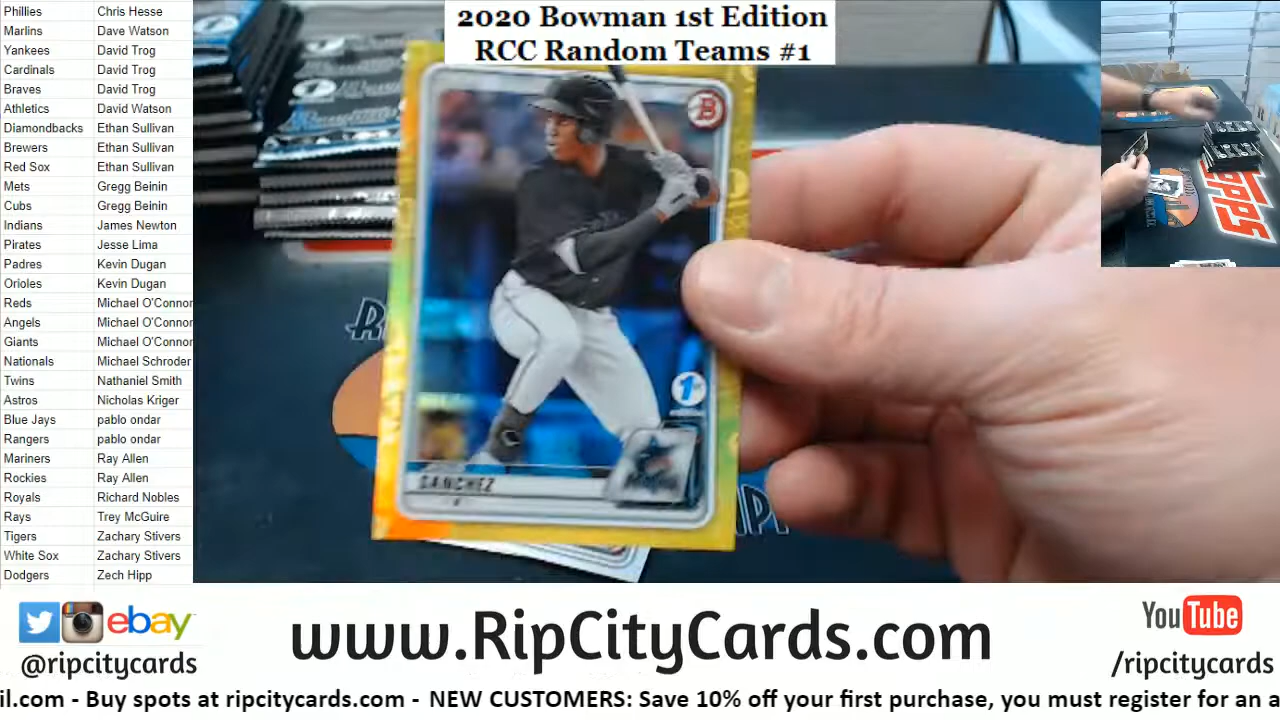 2020 Bowman 1st Edition
RCC Random Teams #1
Phillies Chris Hesse
Marlins Dave Watson
Yankees David Trog
Cardinals David Trog
Braves David Trog
Athletics David Watson
Diamondbacks Ethan Sullivan
Brewers Ethan Sullivan
Red Sox Ethan Sullivan
Mets Gregg Beinin
Cubs Gregg Beinin
Indians James Newton
Pirates Jesse Lima
Padres Kevin Dugan
Orioles Kevin Dugan
Reds Michael O'Connor
Angels Michael O'Connor
Giants Michael O'Connor
Nationals Michael Schroder
Twins Nathaniel Smith
Astros Nicholas Kriger
Blue Jays pablo ondar
Rangers pablo ondar
Mariners Ray Allen
Rockies Ray Allen
Royals Richard Nobles
Rays Trey McGuire
Tigers Zachary Stivers
White Sox Zachary Stivers
Dodgers Zech Hipp
B
1st
SANCHEZ
TOPPS
ebay
@ripcitycards
www.RipCityCards.com
YouTube
/ripcitycards
il.com - Buy spots at ripcitycards.com - NEW CUSTOMERS: Save 10% off your first purchase, you must register for an a